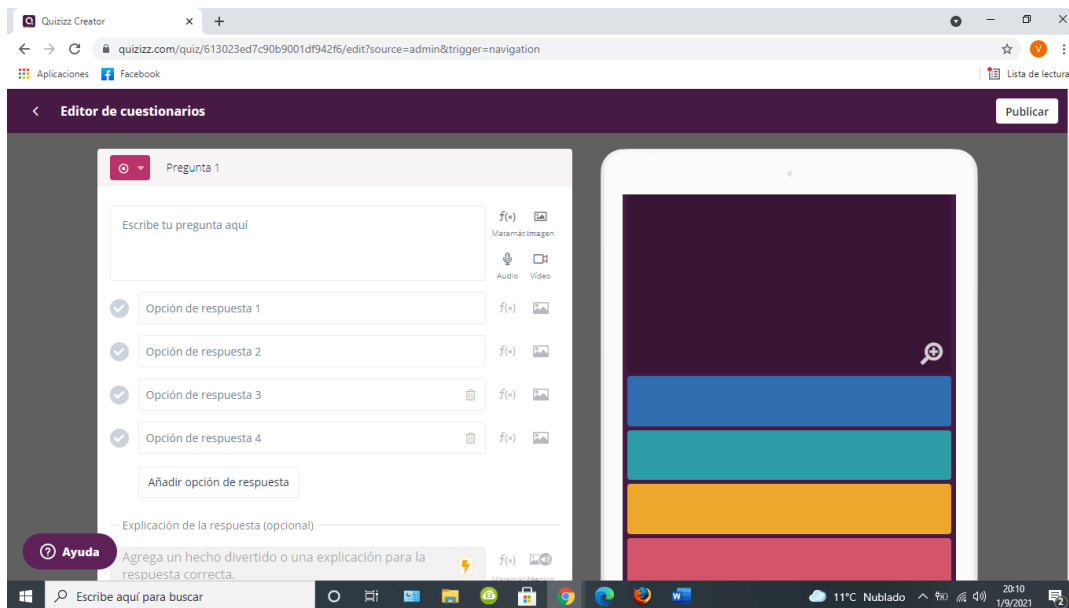 Quizizz Creator
quizizz.com/quiz/613023ed7c90b9001df942f6/edit?source=admin&trigger=navigation
V
Aplicaciones Facebook Lista de lectura
Editor de cuestionarios Publicar
Pregunta 1
Escribe tu pregunta aquí
f(×)
Matemát Imagen
Audio Vídeo
Opción de respuesta 1 f(×)
Opción de respuesta 2 f(×)
Opción de respuesta 3 f(×)
Opción de respuesta 4 f(×)
Añadir opción de respuesta
Explicación de la respuesta (opcional)
Ayuda
Agrega un hecho divertido o una explicación para la f(×)
respuesta correcta.
Escribe aquí para buscar
11°C Nublado
20:10
1/9/2021
2